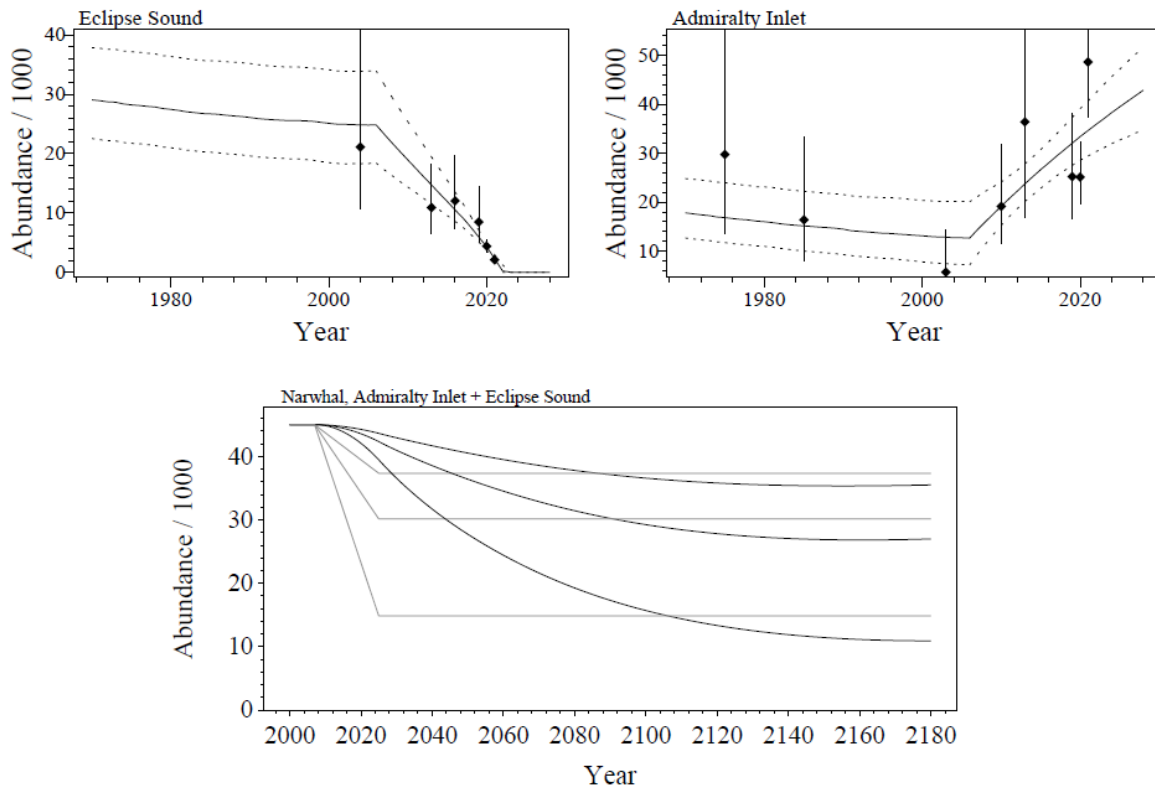 Eclipse Sound
Abundance / 1000
40
30
20
10
0
1980 2000 2020
Year
Admiralty Inlet
Abundance / 1000
50
40
30
20
10
1980 2000 2020
Year
Narwhal, Admiralty Inlet + Eclipse Sound
Abundance / 1000
40
30
20
10
0
2000 2020 2040 2060 2080 2100 2120 2140 2160 2180
Year